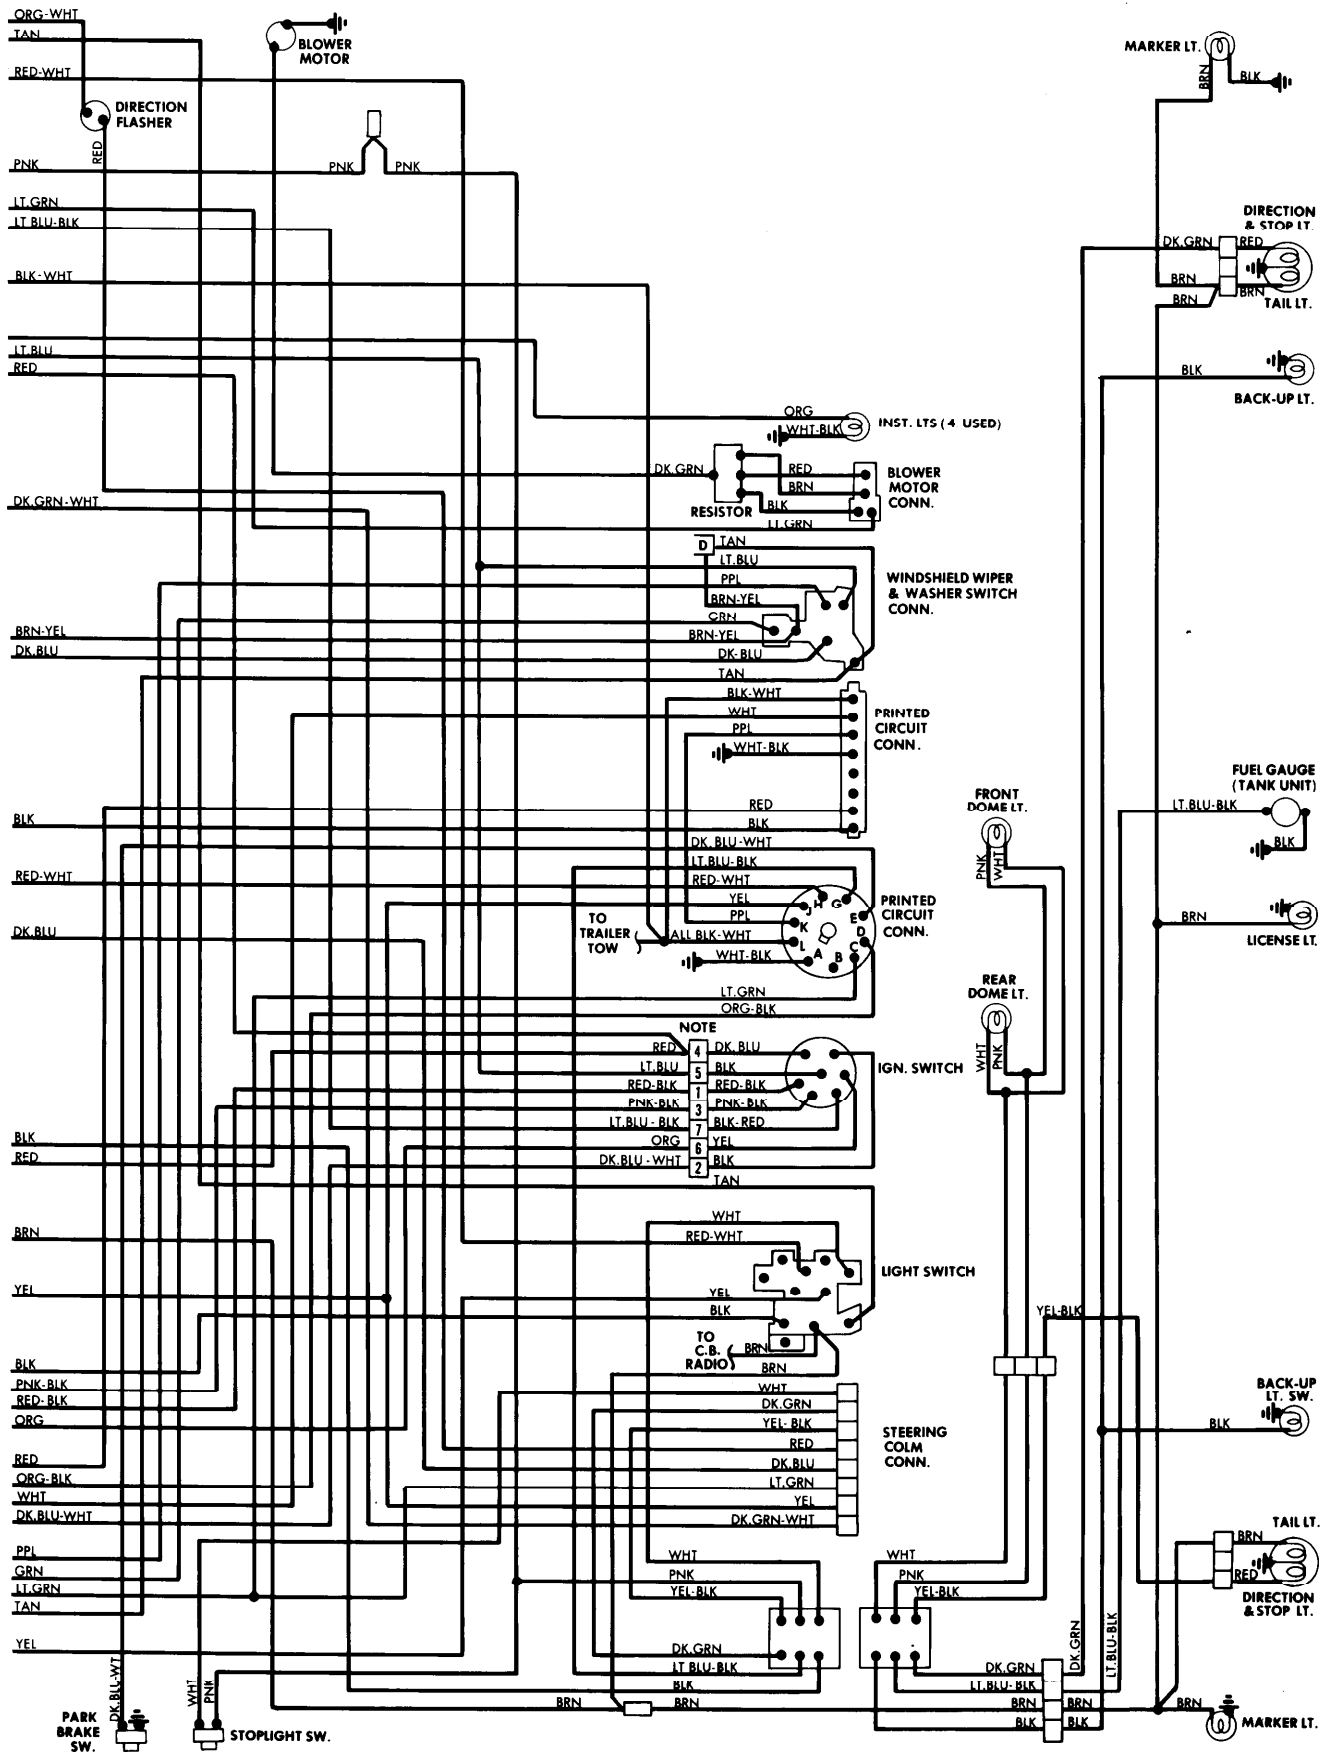 ORG-WHT
TAN
RED-WHT
BLOWER
MOTOR
DIRECTION
FLASHER
RED
PNK
PNK
PNK
LT.GRN
LT BLU-BLK
BLK-WHT
LT.BLU
RED
DK.GRN-WHT
BRN-YEL
DK.BLU
BLK
RED-WHT
DK.BLU
BLK
RED
BRN
YEL
BLK
PNK-BLK
RED-BLK
ORG
RED
ORG-BLK
WHT
DK.BLU-WHT
PPL
GRN
LT.GRN
TAN
YEL
DK.BLU-WT
WHT
PNK
PARK
BRAKE
SW.
STOPLIGHT SW.
ORG
WHT-BLK
INST. LTS (4 USED)
DK.GRN
RED
BRN
BLK
LT.GRN
RESISTOR
BLOWER
MOTOR
CONN.
D
TAN
LT.BLU
PPL
BRN-YEL
GRN
BRN-YEL
DK-BLU
TAN
WINDSHIELD WIPER
& WASHER SWITCH
CONN.
BLK-WHT
WHT
PPL
WHT-BLK
RED
BLK
PRINTED
CIRCUIT
CONN.
DK.BLU-WHT
LT.BLU-BLK
RED-WHT
YEL
PPL
ALL BLK-WHT
WHT-BLK
LT.GRN
ORG-BLK
TO
TRAILER
TOW
H
G
J
E
K
D
L
C
A
B
PRINTED
CIRCUIT
CONN.
NOTE
RED 4 DK.BLU
LT.BLU 5 BLK
RED-BLK 1 RED-BLK
PNK-BLK 3 PNK-BLK
LT.BLU-BLK 7 BLK-RED
ORG 6 YEL
DK.BLU-WHT 2 BLK
IGN. SWITCH
TAN
WHT
RED-WHT
YEL
BLK
TO
C.B.
RADIO
BRN
BRN
LIGHT SWITCH
WHT
DK.GRN
YEL-BLK
RED
DK.BLU
LT.GRN
YEL
DK.GRN-WHT
STEERING
COLM
CONN.
WHT
PNK
YEL-BLK
DK.GRN
LT BLU-BLK
BLK
BRN
BRN
WHT
PNK
YEL-BLK
DK.GRN
LT.BLU-BLK
BRN
BLK
BRN
BLK
DK.GRN
LT.BLU-BLK
FRONT
DOME LT.
PNK
WHT
REAR
DOME LT.
WHT
PNK
YEL-BLK
MARKER LT.
BRN
BLK
DIRECTION
& STOP LT.
DK.GRN
RED
BRN
BRN
BRN
TAIL LT.
BLK
BACK-UP LT.
FUEL GAUGE
(TANK UNIT)
LT.BLU-BLK
BLK
BRN
LICENSE LT.
BACK-UP
LT. SW.
BLK
TAIL LT.
BRN
RED
DIRECTION
& STOP LT.
BRN
MARKER LT.